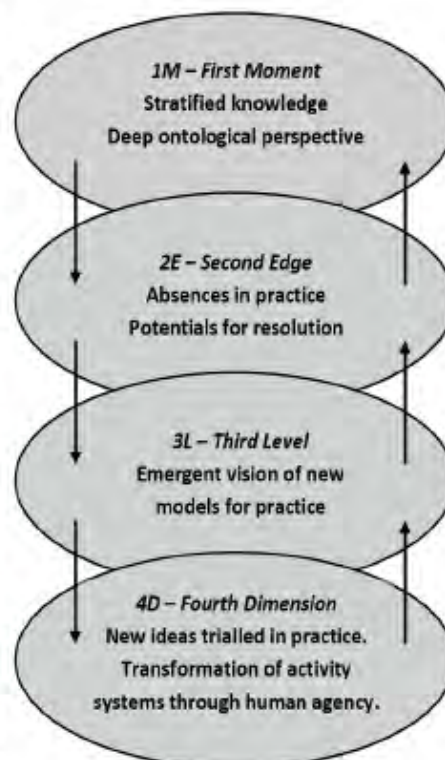 1M – First Moment
Stratified knowledge
Deep ontological perspective
2E – Second Edge
Absences in practice
Potentials for resolution
3L – Third Level
Emergent vision of new
models for practice
4D – Fourth Dimension
New ideas trialled in practice.
Transformation of activity
systems through human agency.